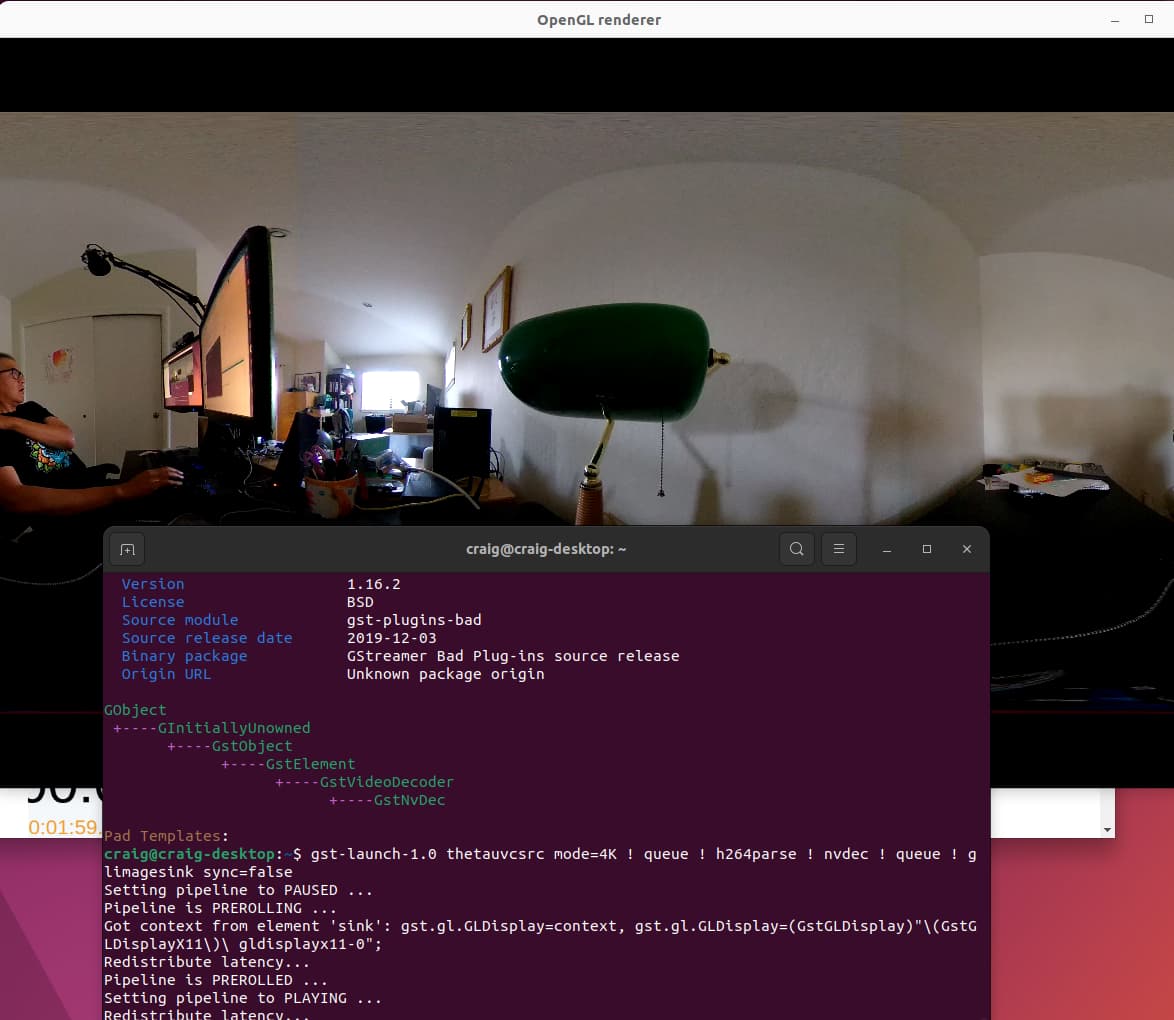 OpenGL renderer
craig@craig-desktop: ~
Version 1.16.2
License BSD
Source module gst-plugins-bad
Source release date 2019-12-03
Binary package GStreamer Bad Plug-ins source release
Origin URL Unknown package origin
GObject
+----GInitiallyUnowned
+----GstObject
+----GstElement
+----GstVideoDecoder
+----GstNvDec
0:01:59.
Pad Templates:
craig@craig-desktop:~$ gst-launch-1.0 thetauvcsrc mode=4K ! queue ! h264parse ! nvdec ! queue ! g
limagesink sync=false
Setting pipeline to PAUSED ...
Pipeline is PREROLLING ...
Got context from element 'sink': gst.gl.GLDisplay=context, gst.gl.GLDisplay=(GstGLDisplay)"\(GstG
LDisplayX11\)\ gldisplayx11-0";
Redistribute latency...
Pipeline is PREROLLED ...
Setting pipeline to PLAYING ...
Redistribute latency...